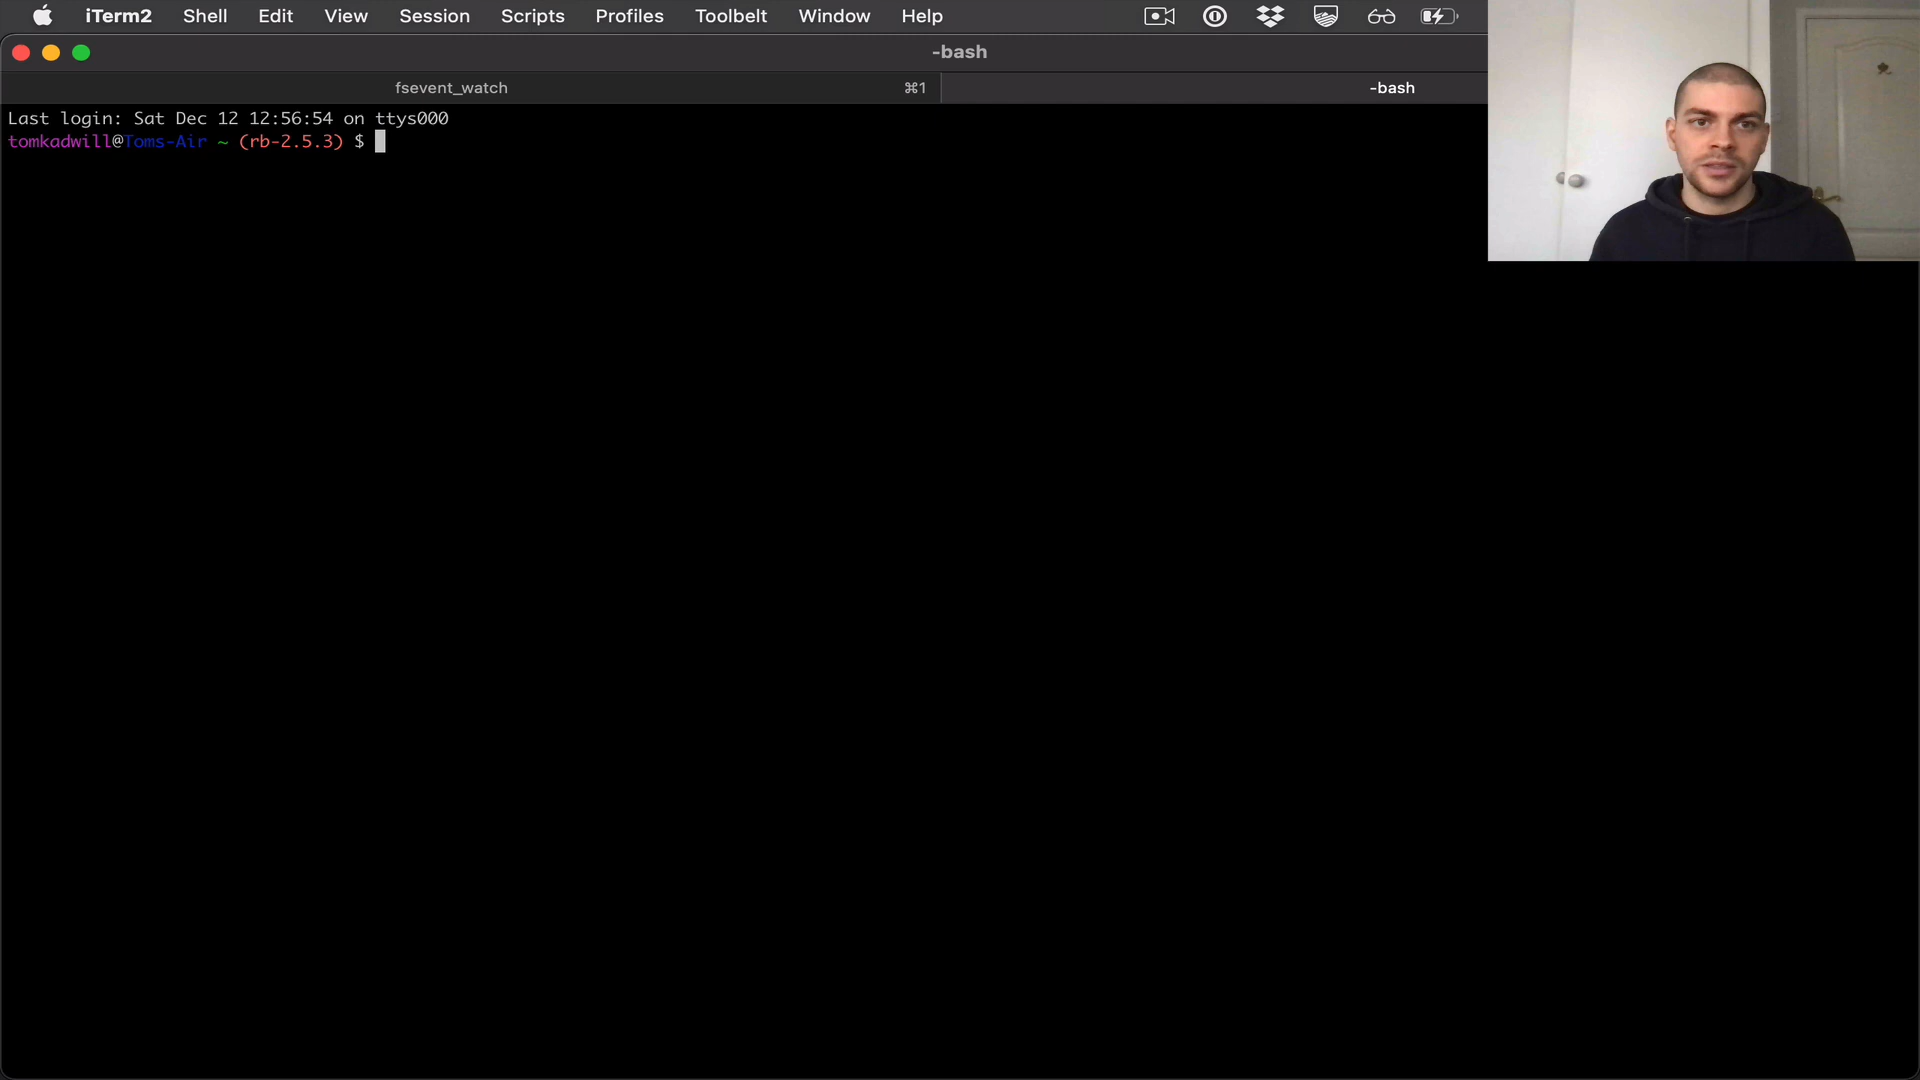 iTerm2 Shell Edit View Session Scripts Profiles Toolbelt Window Help
-bash
fsevent_watch ⌘1 -bash
Last login: Sat Dec 12 12:56:54 on ttys000
tomkadwill@Toms-Air ~ (rb-2.5.3) $